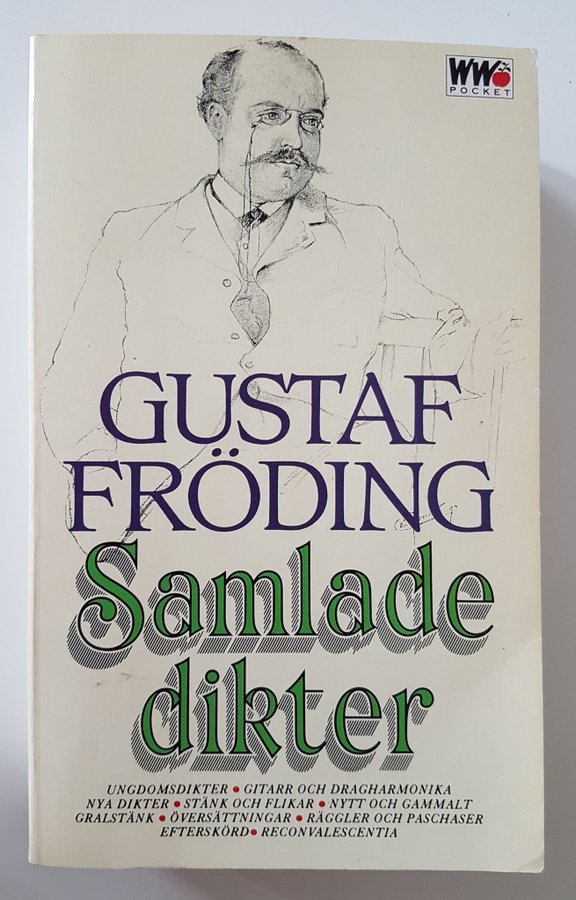 WW
POCKET
GUSTAF
FRÖDING
Samlade
dikter
UNGDOMSDIKTER • GITARR OCH DRAGHARMONIKA
NYA DIKTER • STÄNK OCH FLIKAR • NYTT OCH GAMMALT
GRALSTÄNK • ÖVERSÄTTNINGAR • RÄGGLER OCH PASCHASER
EFTERSKÖRD • RECONVALESCENTIA